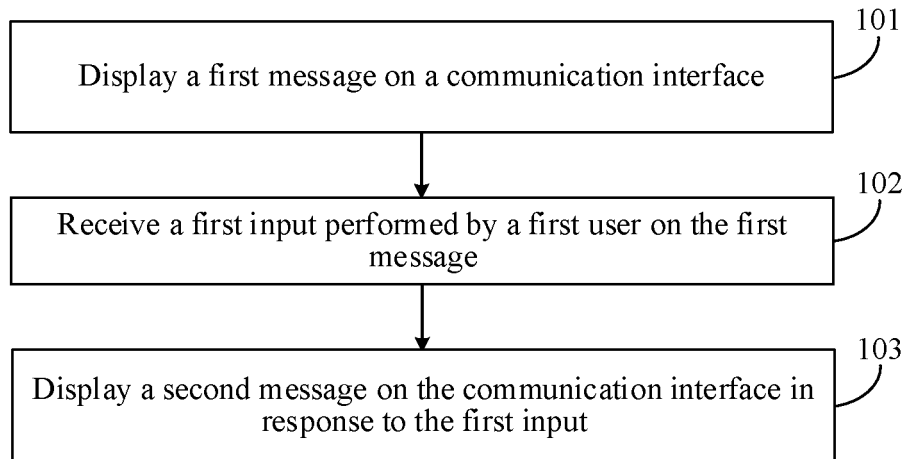 101
Display a first message on a communication interface
102
Receive a first input performed by a first user on the first
message
103
Display a second message on the communication interface in
response to the first input